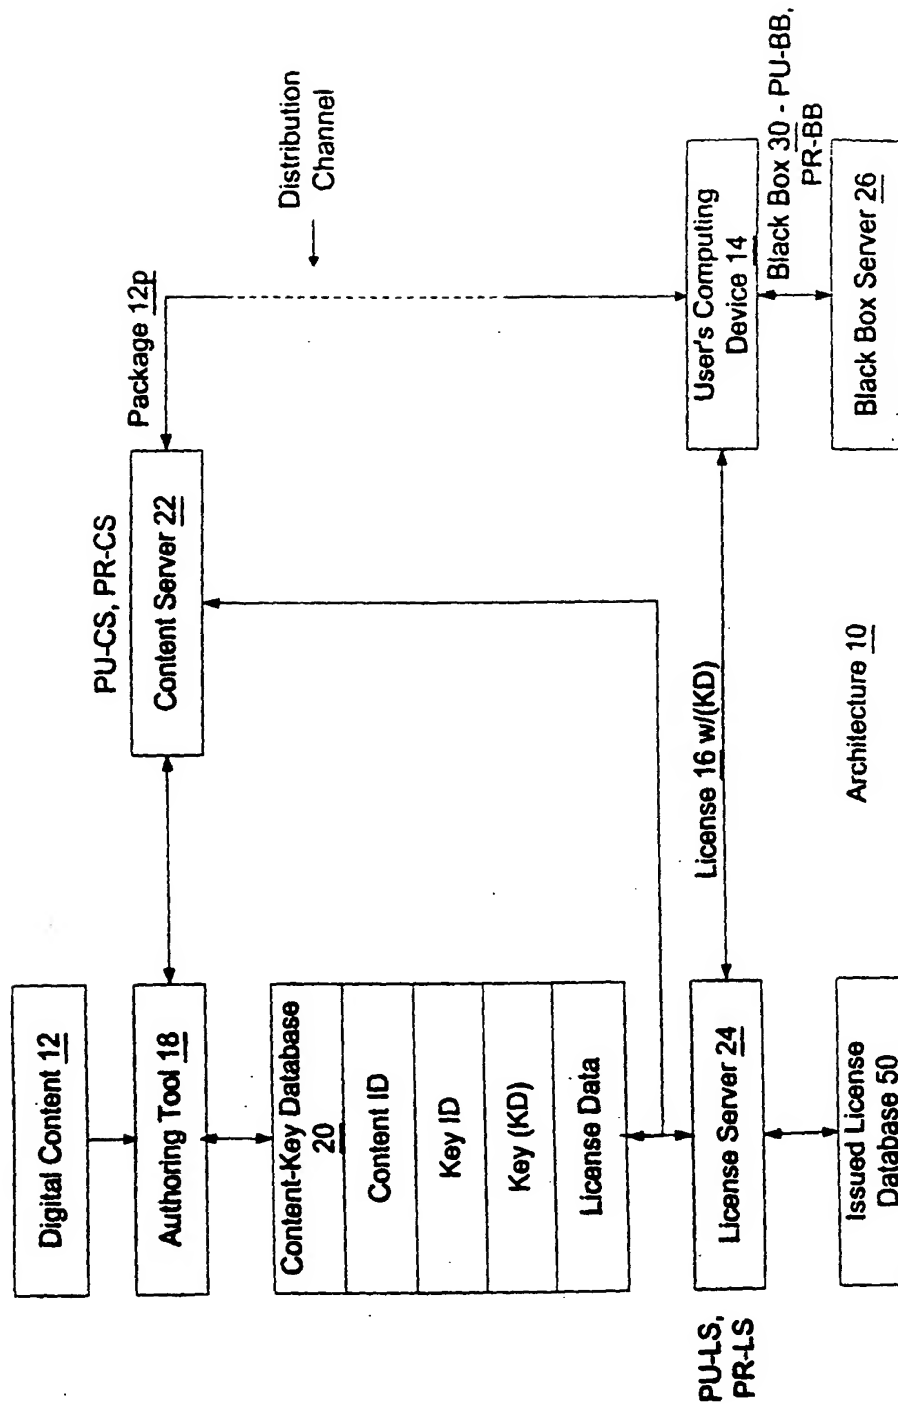 Digital Content 12
Authoring Tool 18
Content-Key Database
20
Content ID
Key ID
Key (KD)
License Data
PU-LS,
PR-LS
License Server 24
Issued License
Database 50
PU-CS, PR-CS
Content Server 22
Package 12p
Distribution
Channel
License 16 w/(KD)
User's Computing
Device 14
Black Box 30 - PU-BB,
PR-BB
Black Box Server 26
Architecture 10